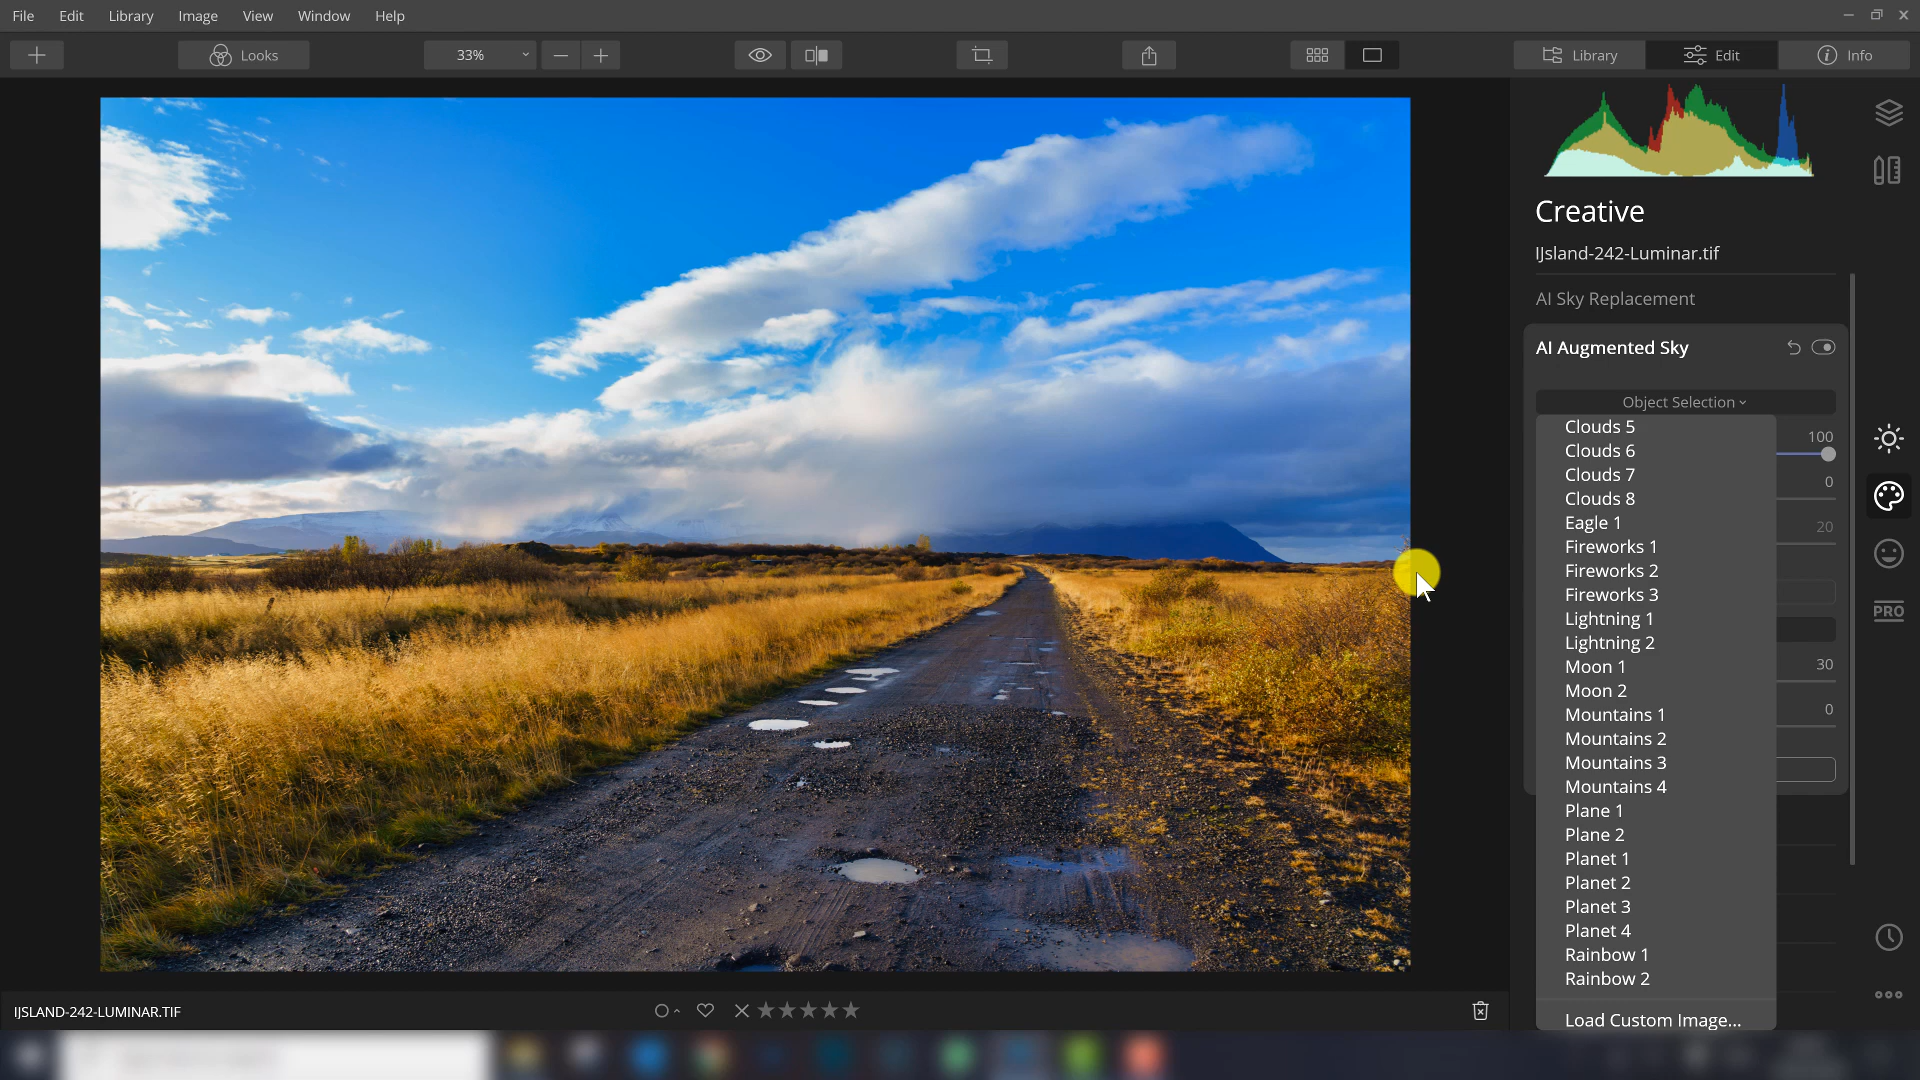 File Edit Library Image View Window Help
Looks 33% Library Edit Info
Creative
IJsland-242-Luminar.tif
AI Sky Replacement
AI Augmented Sky
Object Selection
Clouds 5
100
Clouds 6
Clouds 7
0
Clouds 8
Eagle 1
20
Fireworks 1
Fireworks 2
Fireworks 3
PRO
Lightning 1
Lightning 2
Moon 1
30
Moon 2
Mountains 1
0
Mountains 2
Mountains 3
Mountains 4
Plane 1
Plane 2
Planet 1
Planet 2
Planet 3
Planet 4
Rainbow 1
Rainbow 2
Load Custom Image...
IJSLAND-242-LUMINAR.TIF